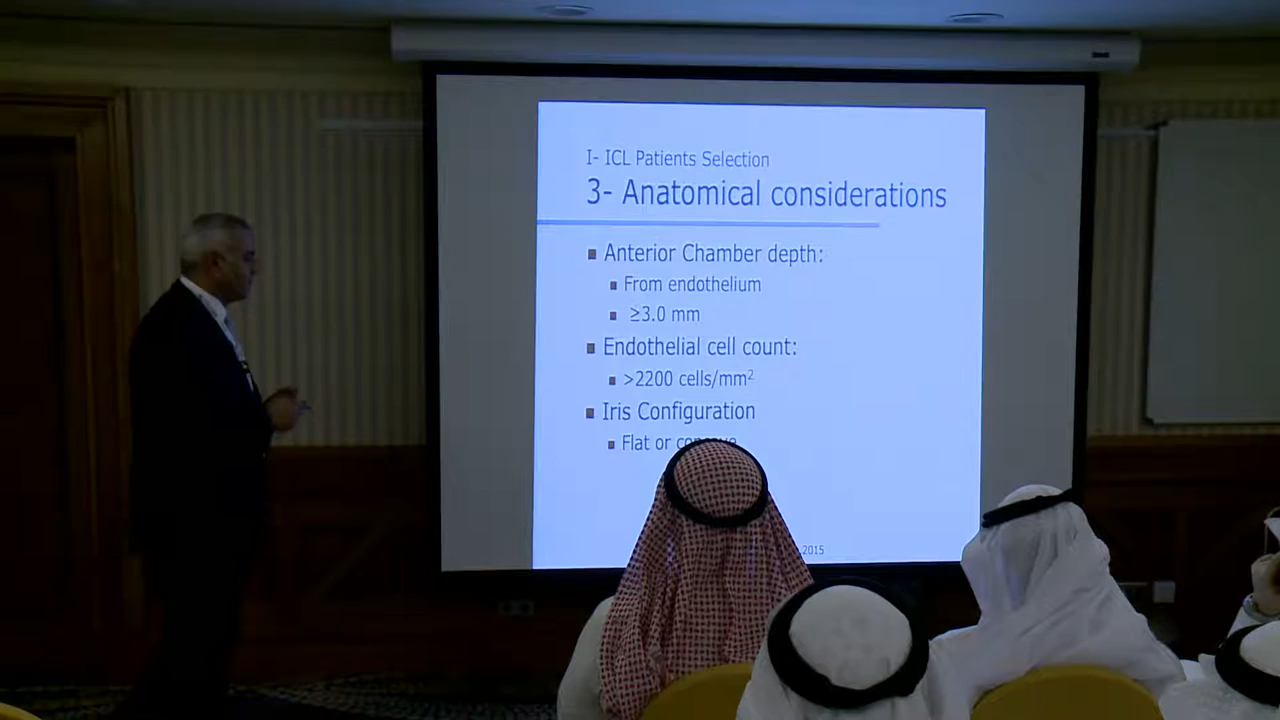 I- ICL Patients Selection
3- Anatomical considerations
Anterior Chamber depth:
From endothelium
≥3.0 mm
Endothelial cell count:
>2200 cells/mm²
Iris Configuration
Flat or
2015